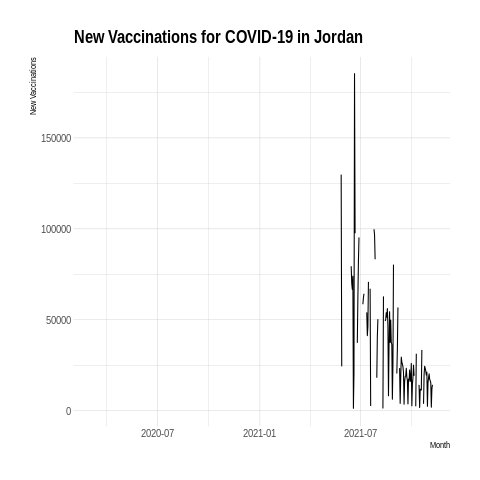 New Vaccinations for COVID-19 in Jordan
New Vaccinations
150000
100000
50000
0
2020-07
2021-01
2021-07
Month